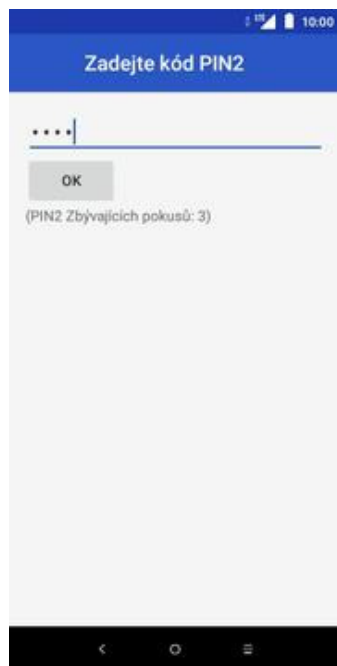 10:00
Zadejte kód PIN2
••••
OK
(PIN2 Zbývajících pokusů: 3)